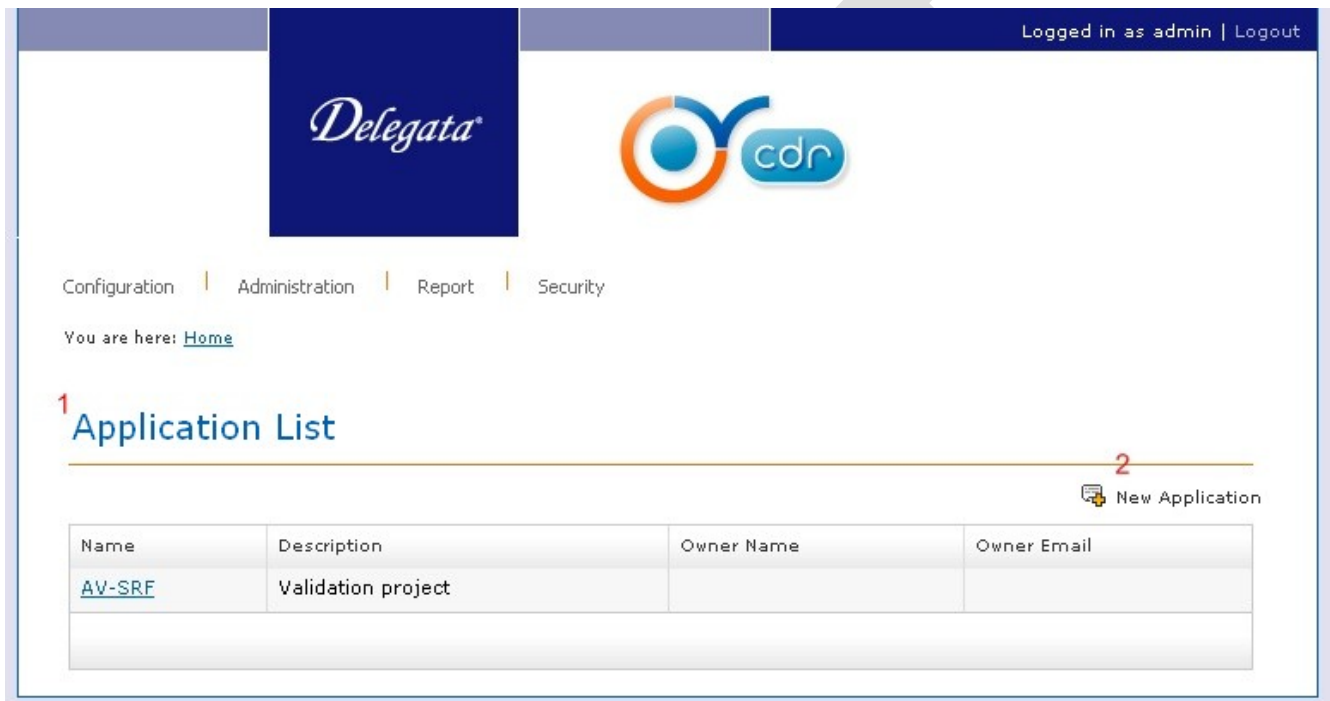 Logged in as admin | Logout
Delegata®
cdr
Configuration | Administration | Report | Security
You are here: Home
1
Application List
2
New Application
Name Description Owner Name Owner Email
AV-SRF Validation project